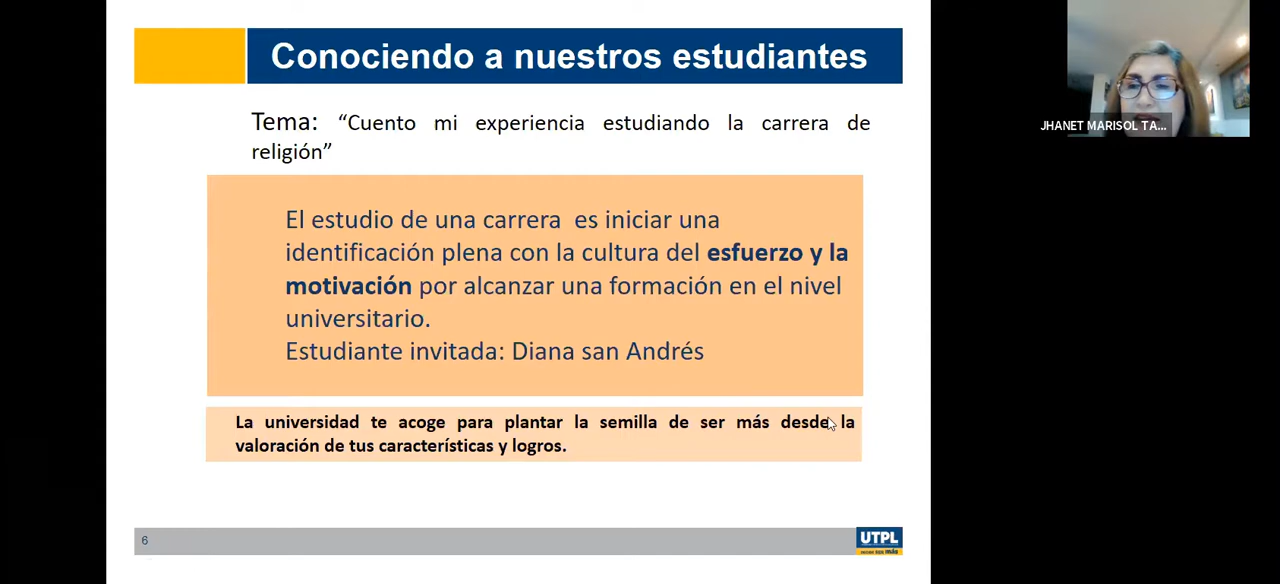 Conociendo a nuestros estudiantes
Tema: “Cuento mi experiencia estudiando la carrera de
religión”
El estudio de una carrera es iniciar una
identificación plena con la cultura del esfuerzo y la
motivación por alcanzar una formación en el nivel
universitario.
Estudiante invitada: Diana san Andrés
La universidad te acoge para plantar la semilla de ser más desde la
valoración de tus características y logros.
6
UTPL
JHANET MARISOL TA...